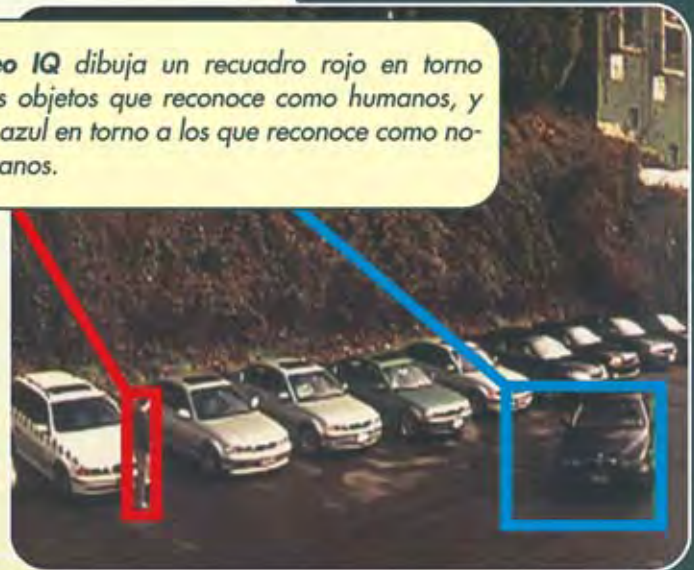 eo IQ dibuja un recuadro rojo en torno
s objetos que reconoce como humanos, y
azul en torno a los que reconoce como no-
anos.